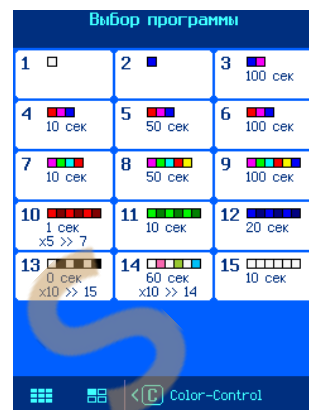 Выбор программы
1
2
3
100 сек
4
10 сек
5
50 сек
6
100 сек
7
10 сек
8
50 сек
9
100 сек
10
1 сек
x5 >> 7
11
10 сек
12
20 сек
13
0 сек
x10 >> 15
14
60 сек
x10 >> 14
15
10 сек
<C Color-Control